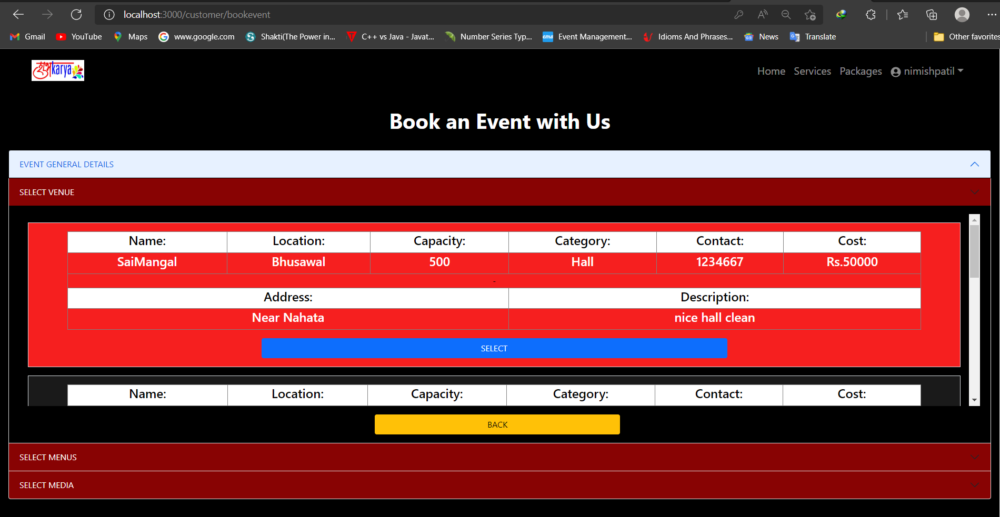 localhost:3000/customer/bookevent
Gmail YouTube Maps www.google.com Shakti(The Power in... C++ vs Java - Javat... Number Series Typ... Event Management... Idioms And Phrases... News Translate Other favorites
शुभkarya
Home Services Packages nimishpatil
Book an Event with Us
EVENT GENERAL DETAILS
SELECT VENUE
Name: Location: Capacity: Category: Contact: Cost:
SaiMangal Bhusawal 500 Hall 1234667 Rs.50000
-
Address: Description:
Near Nahata nice hall clean
SELECT
Name: Location: Capacity: Category: Contact: Cost:
BACK
SELECT MENUS
SELECT MEDIA